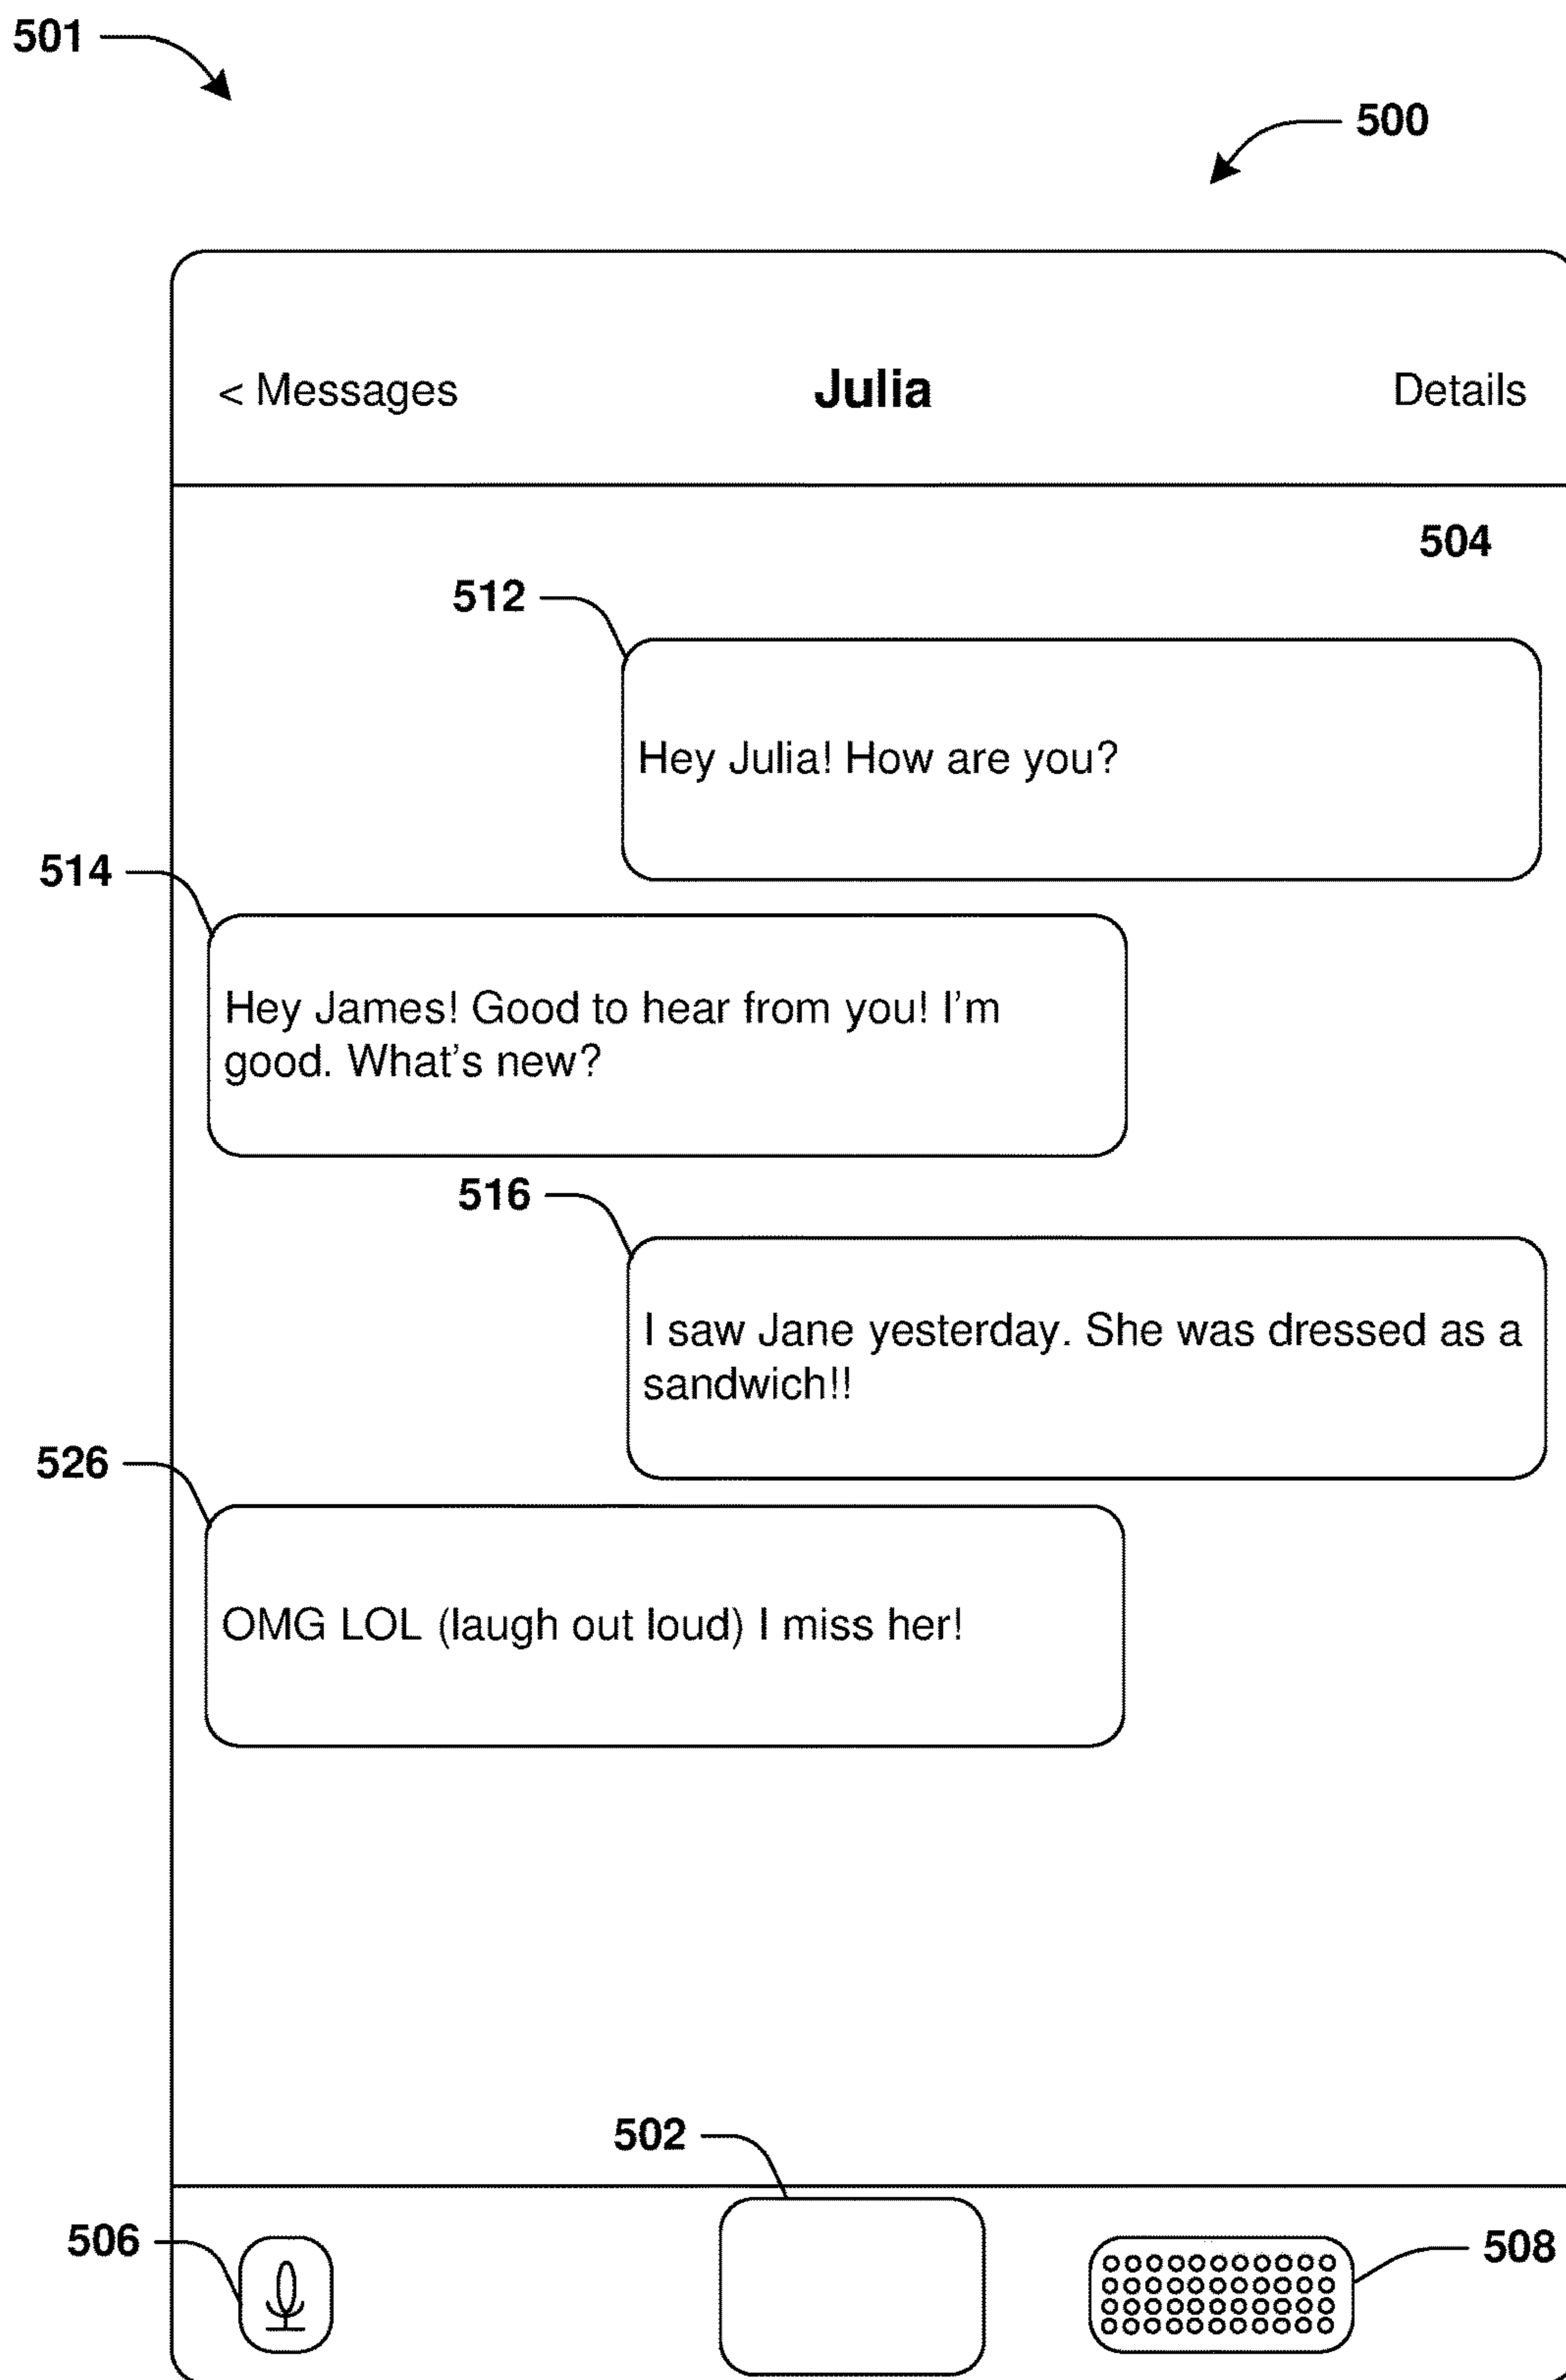 501
500
< Messages Julia Details
504
512
Hey Julia! How are you?
514
Hey James! Good to hear from you! I'm
good. What's new?
516
I saw Jane yesterday. She was dressed as a
sandwich!!
526
OMG LOL (laugh out loud) I miss her!
502
506
508